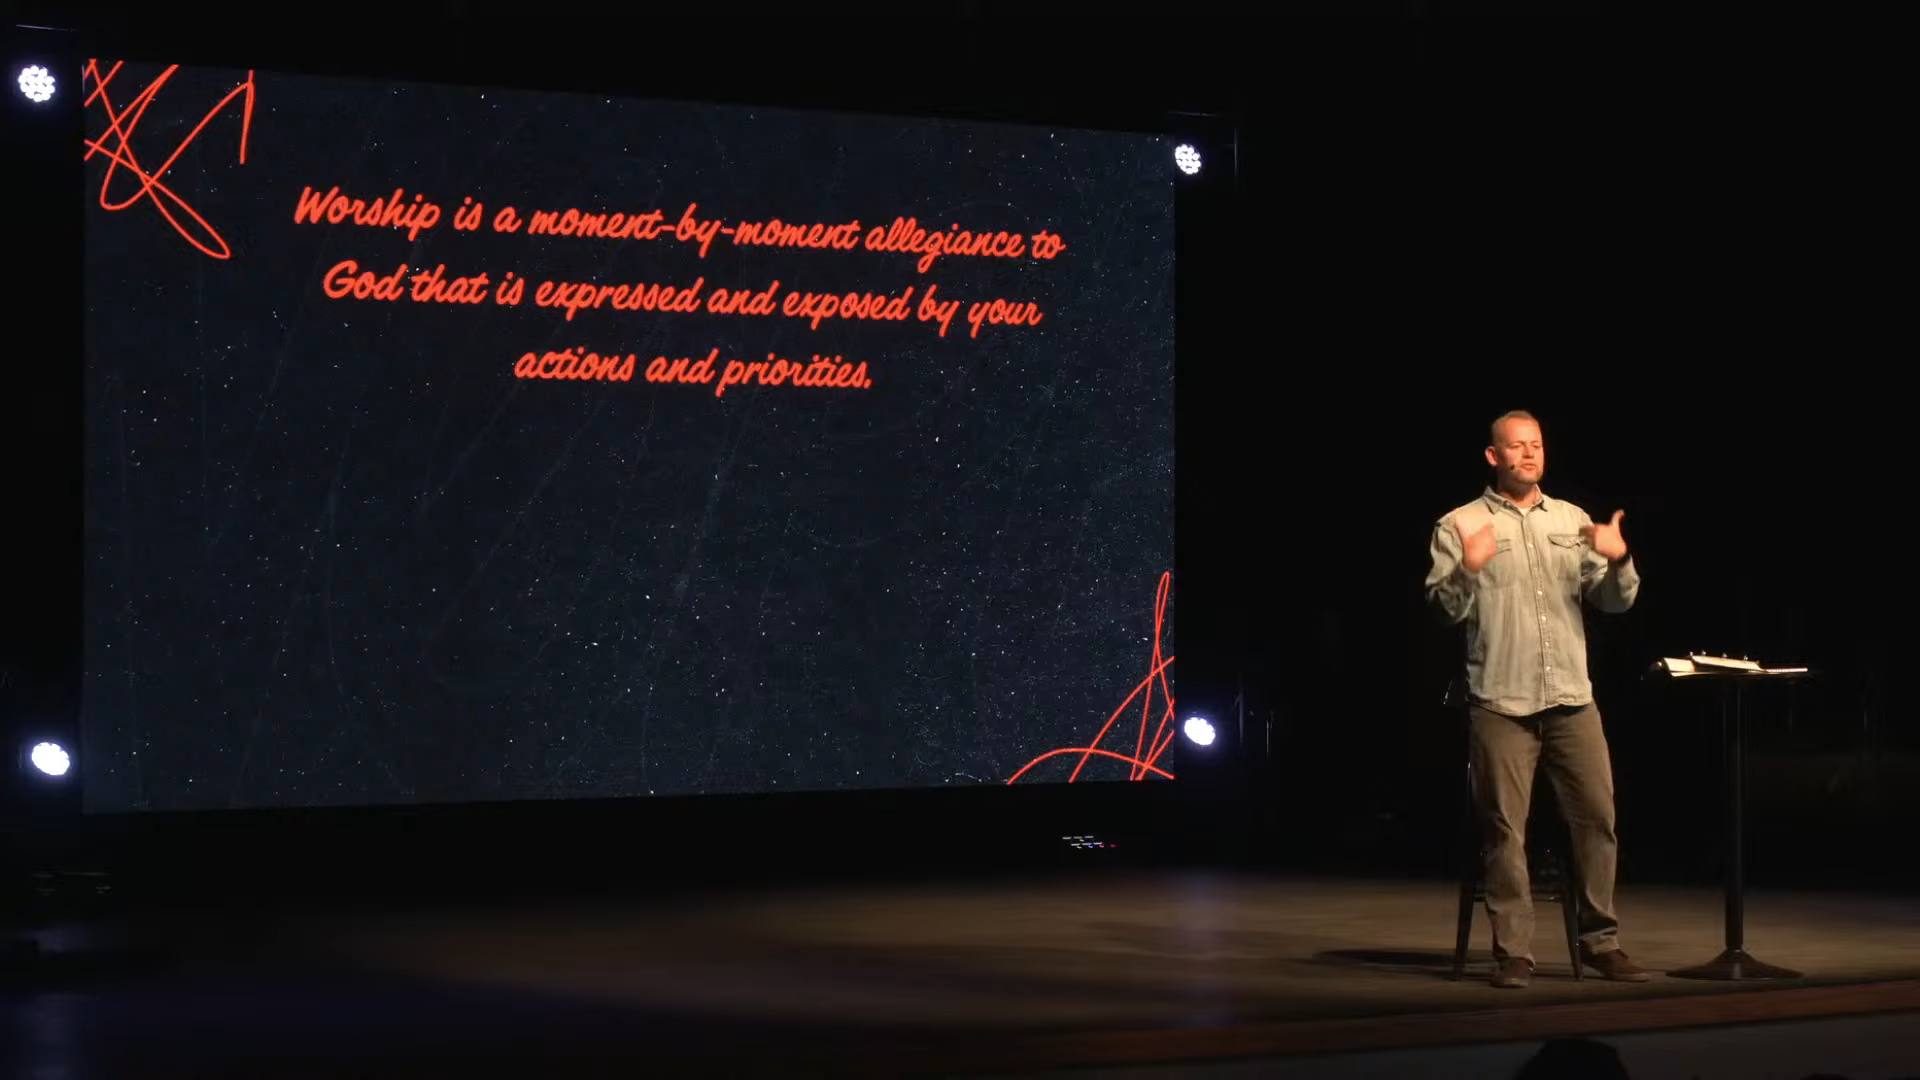 Worship is a moment-by-moment allegiance to
God that is expressed and exposed by your
actions and priorities.